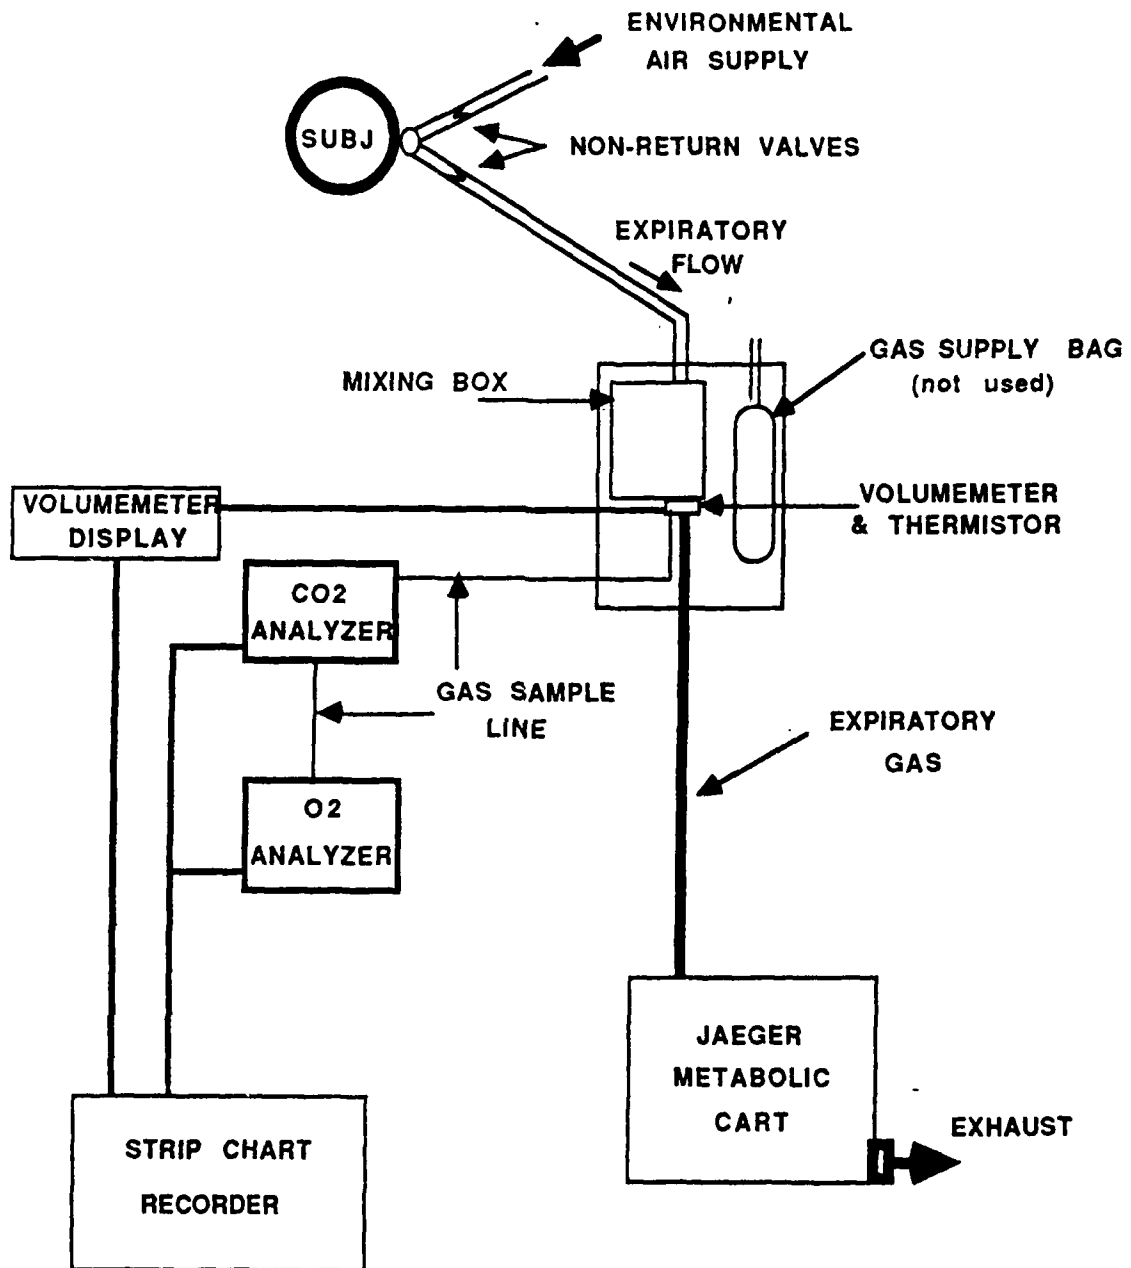 ENVIRONMENTAL
AIR SUPPLY
SUBJ
NON-RETURN VALVES
EXPIRATORY
FLOW
GAS SUPPLY BAG
(not used)
MIXING BOX
VOLUMEMETER
DISPLAY
VOLUMEMETER
& THERMISTOR
CO2
ANALYZER
GAS SAMPLE
LINE
EXPIRATORY
GAS
O2
ANALYZER
JAEGER
METABOLIC
CART
EXHAUST
STRIP CHART
RECORDER